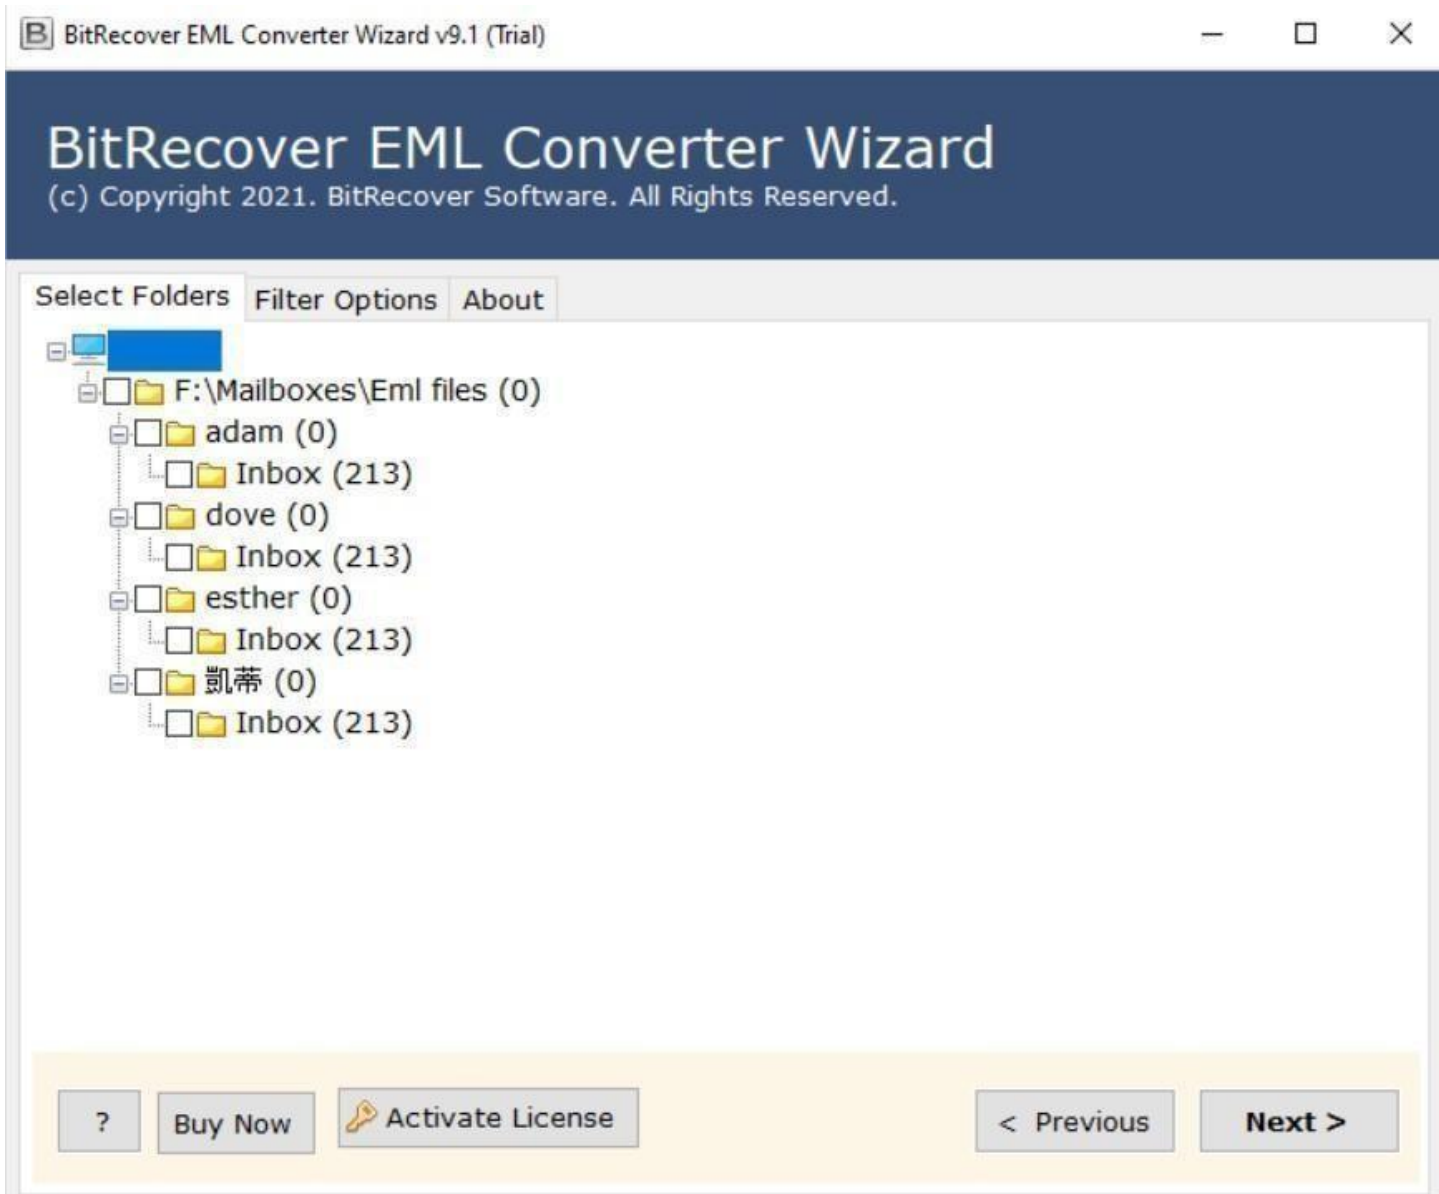 BitRecover EML Converter Wizard v9.1 (Trial)
BitRecover EML Converter Wizard
(c) Copyright 2021. BitRecover Software. All Rights Reserved.
Select Folders Filter Options About
F:\Mailboxes\Eml files (0)
adam (0)
Inbox (213)
dove (0)
Inbox (213)
esther (0)
Inbox (213)
凱蒂 (0)
Inbox (213)
? Buy Now Activate License < Previous Next >